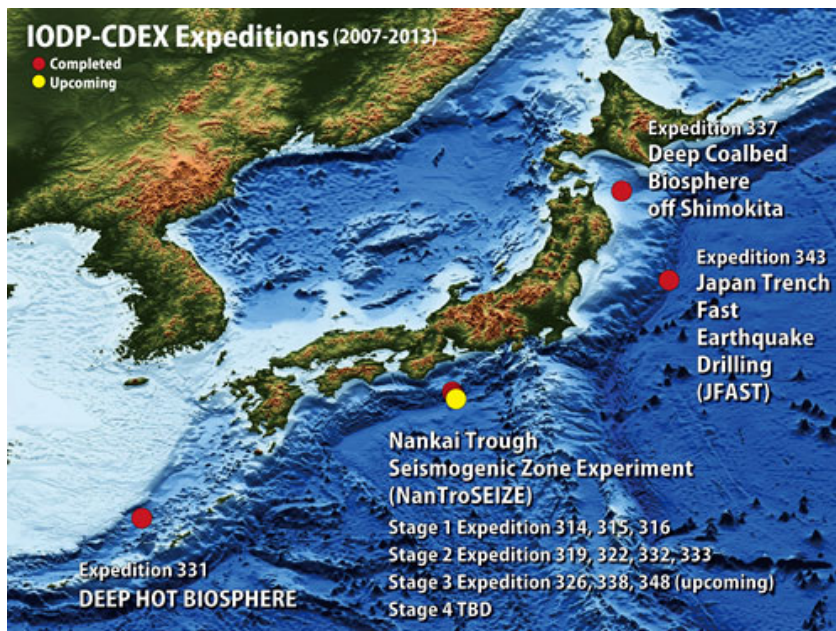 IODP-CDEX Expeditions (2007-2013)
Completed
Upcoming
Expedition 337
Deep Coalbed
Biosphere
off Shimokita
Expedition 343
Japan Trench
Fast
Earthquake
Drilling
(JFAST)
Nankai Trough
Seismogenic Zone Experiment
(NanTroSEIZE)
Stage 1 Expedition 314, 315, 316
Stage 2 Expedition 319, 322, 332, 333
Stage 3 Expedition 326, 338, 348 (upcoming)
Stage 4 TBD
Expedition 331
DEEP HOT BIOSPHERE